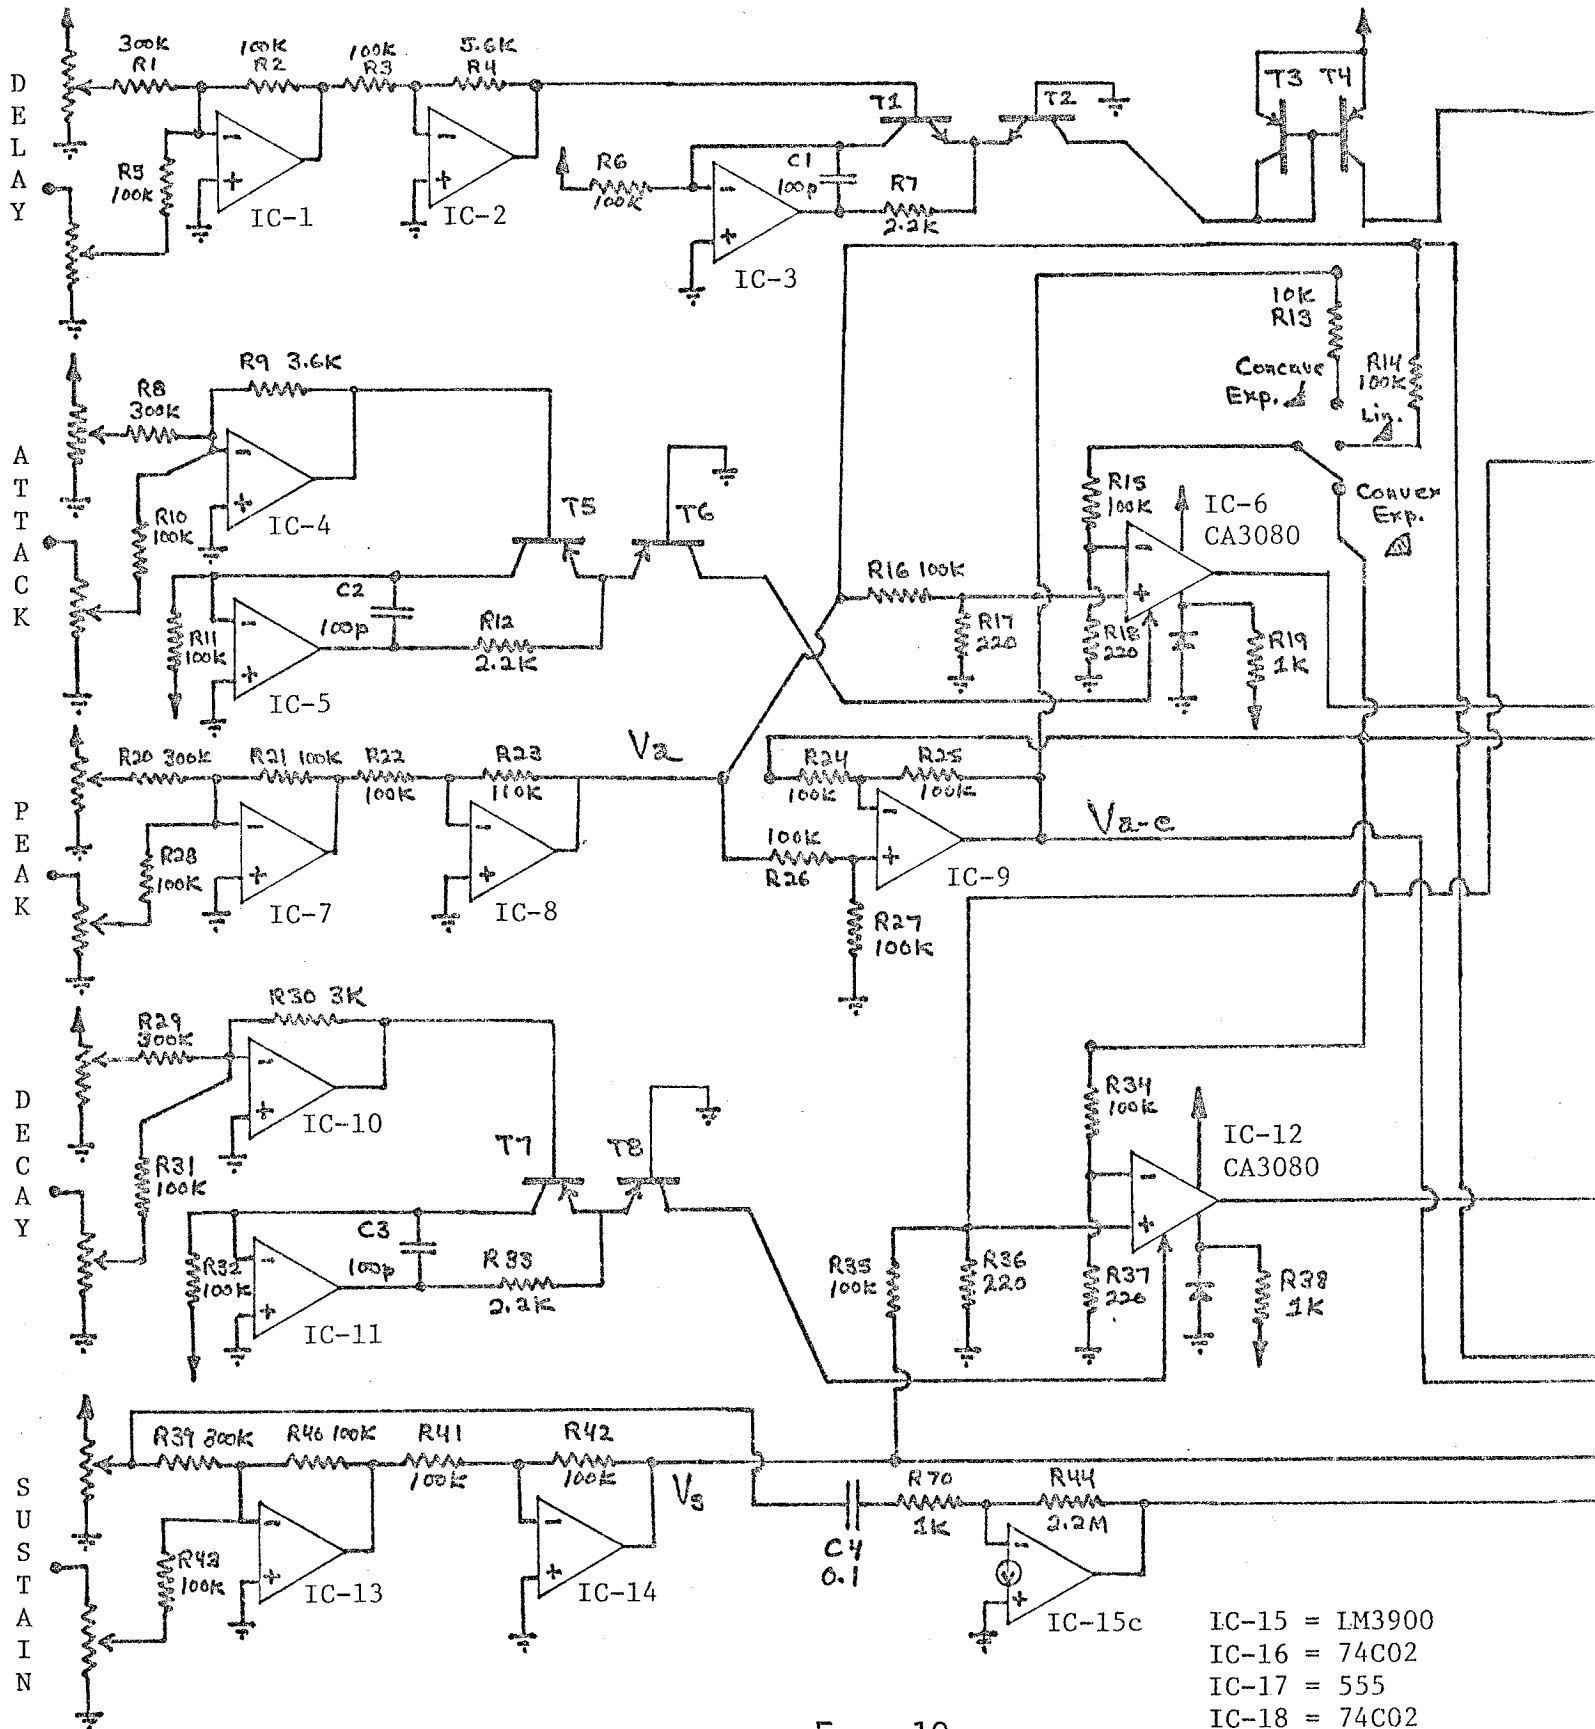 DELAY
300K
R1
100K
R2
100K
R3
5.6K
R4
R5
100K
IC-1
IC-2
R6
100K
C1
100p
R7
2.2K
IC-3
T1
T2
T3
T4
10K
R13
Concave
Exp.
R14
100K
Lin.
Convex
Exp.
ATTACK
R8
300K
R9 3.6K
R10
100K
IC-4
T5
T6
R11
100K
C2
100p
R12
2.2K
IC-5
R15
100K
IC-6
CA3080
R16 100K
R17
220
R18
220
R19
1K
PEAK
R20 300K
R21 100K
R22
100K
R23
110K
Va
R28
100K
IC-7
IC-8
R24
100K
R25
100K
100K
R26
IC-9
Va-e
R27
100K
DECAY
R29
300K
R30 3K
R31
100K
IC-10
T7
T8
R32
100K
C3
100p
R33
2.2K
IC-11
R34
100K
IC-12
CA3080
R35
100K
R36
220
R37
220
R38
1K
SUSTAIN
R39 300K
R40 100K
R41
100K
R42
100K
Vs
R43
100K
IC-13
IC-14
C4
0.1
R70
1K
R44
2.2M
IC-15c
IC-15 = LM3900
IC-16 = 74C02
IC-17 = 555
IC-18 = 74C02